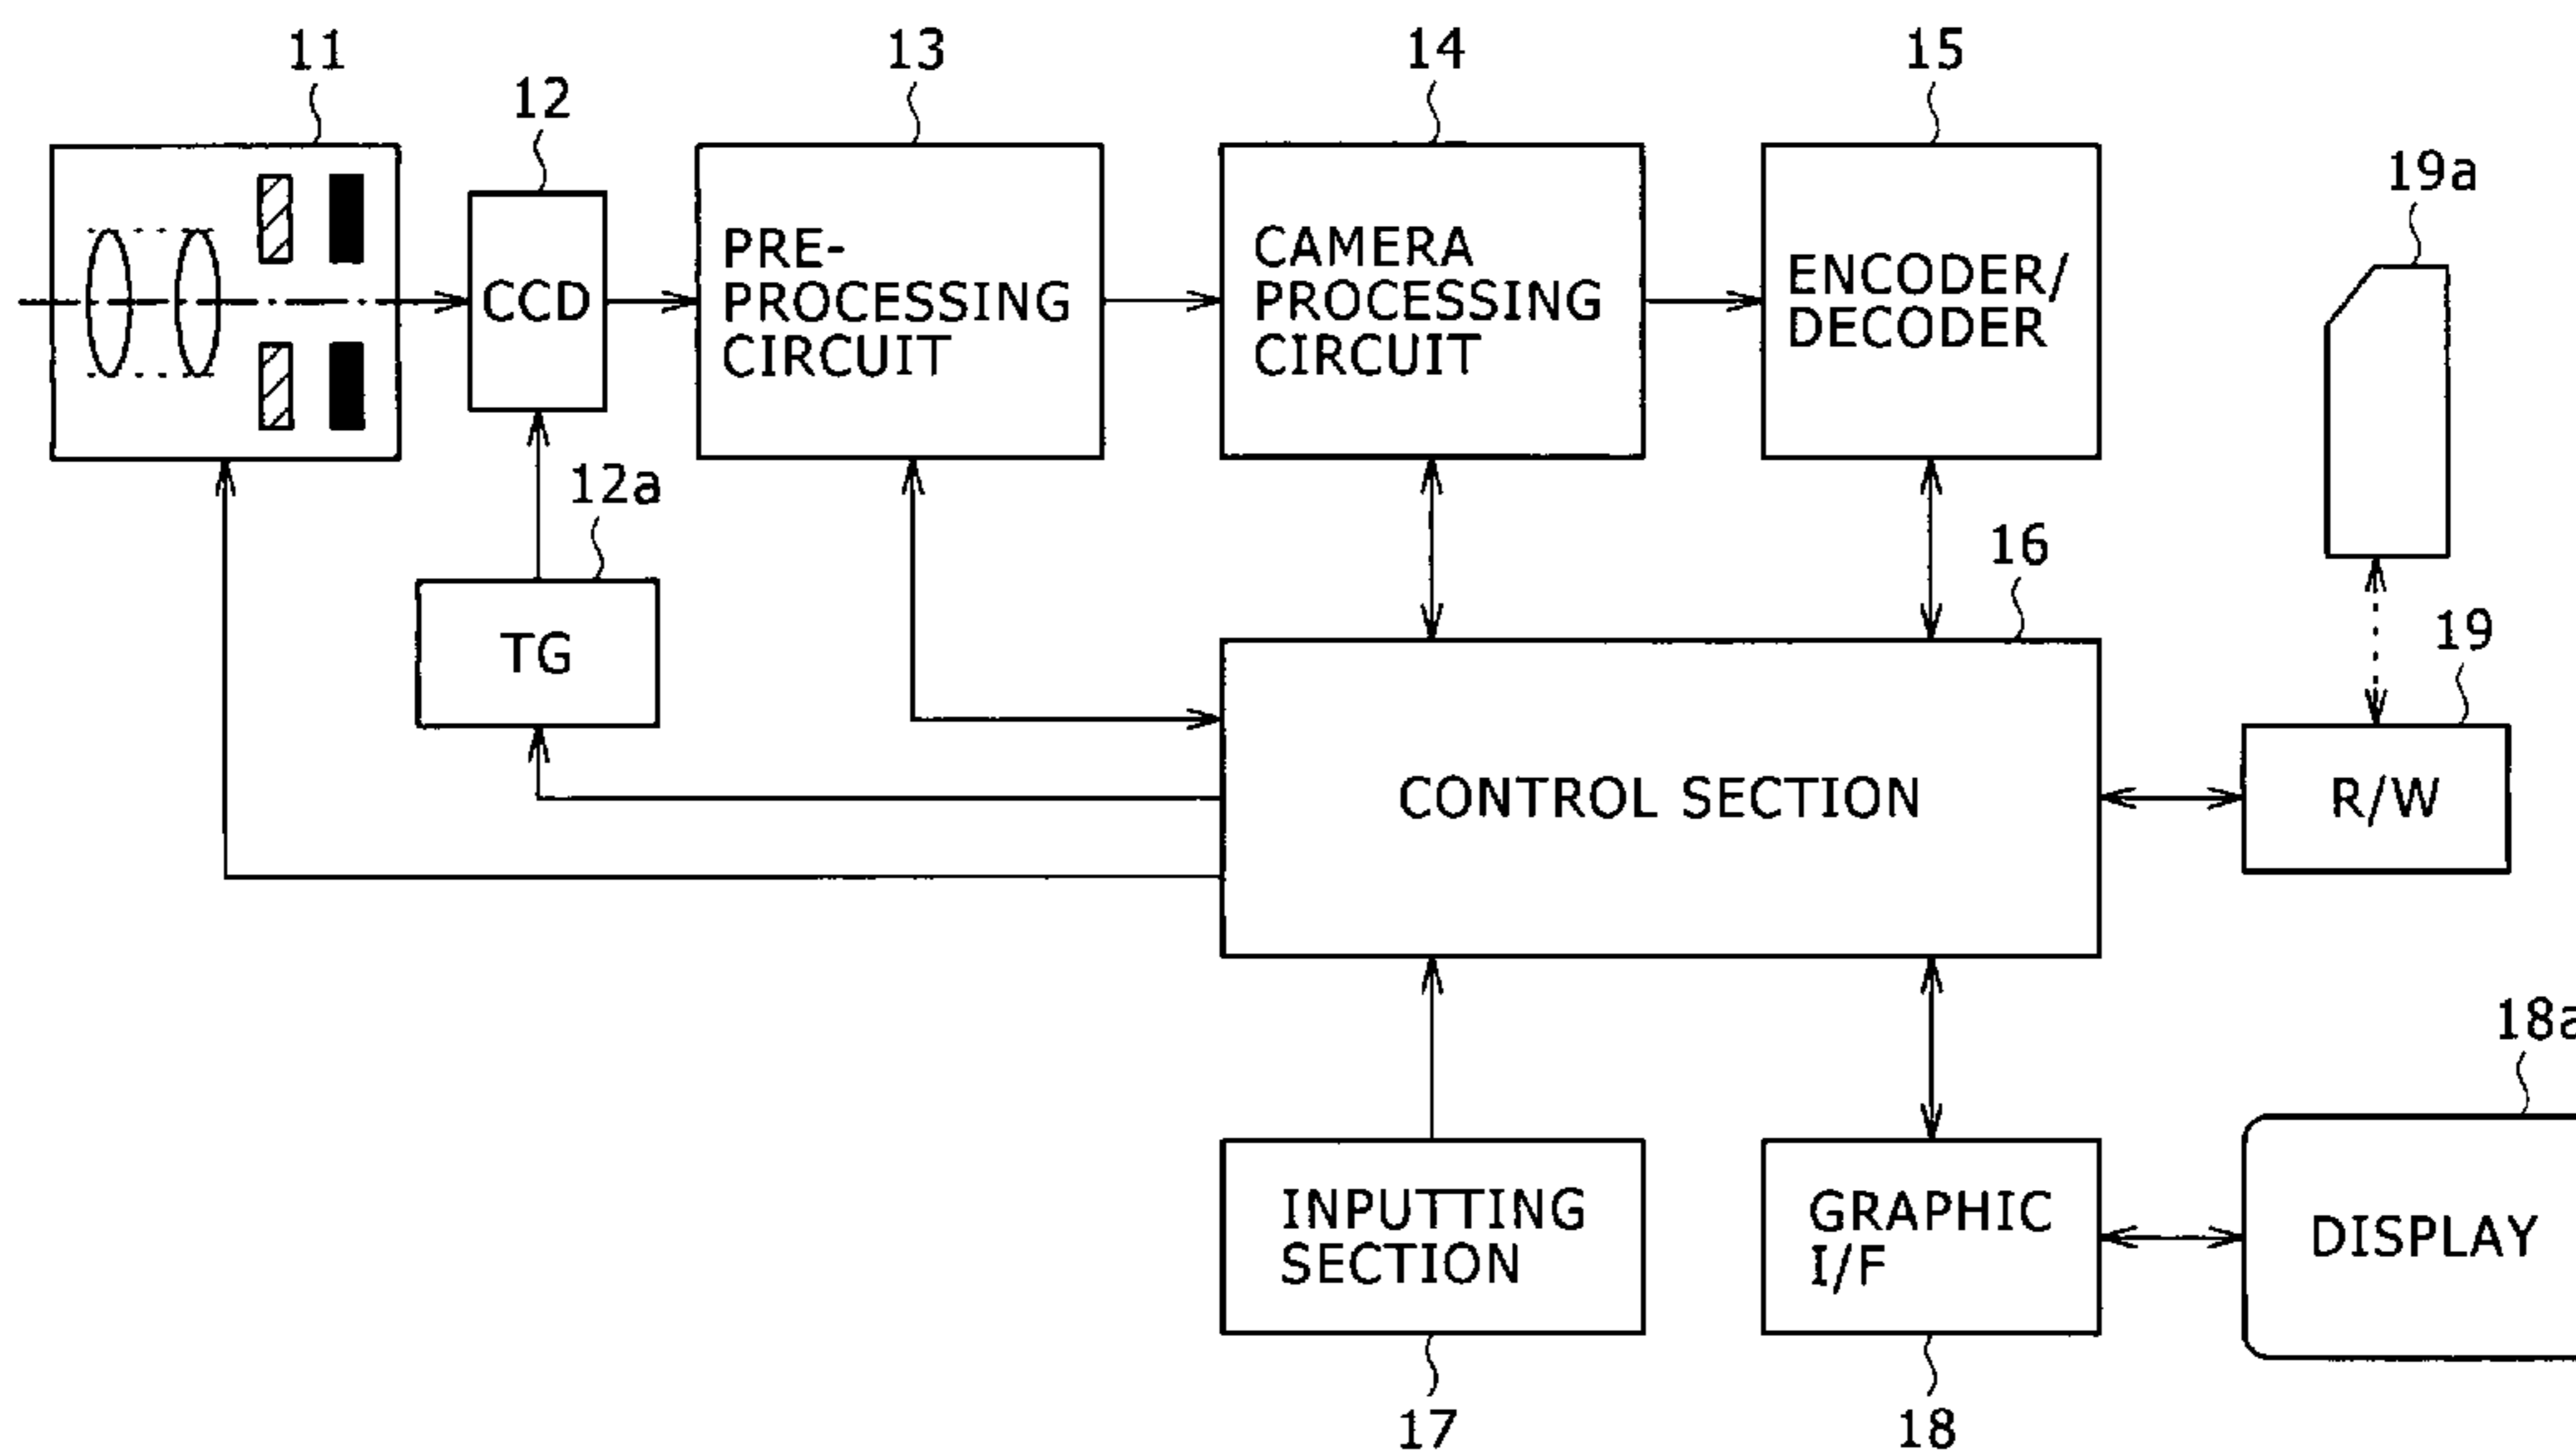 11
12
13
14
15
19a
CCD
PRE-
PROCESSING
CIRCUIT
CAMERA
PROCESSING
CIRCUIT
ENCODER/
DECODER
12a
TG
16
19
CONTROL SECTION
R/W
18a
INPUTTING
SECTION
GRAPHIC
I/F
DISPLAY
17
18